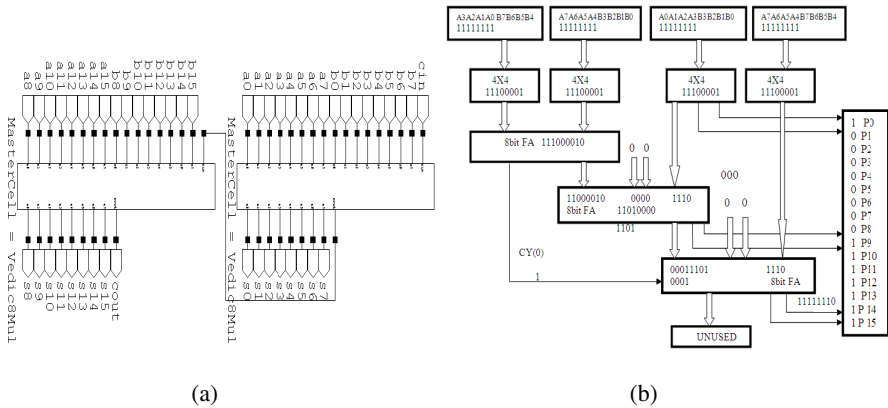 a8
a9
a10
a11
a12
a13
a14
a15
b8
b9
b10
b11
b12
b13
b14
b15
a0
a1
a2
a3
a4
a5
a6
a7
b0
b1
b2
b3
b4
b5
b6
b7
cin
MasterCell = Vedic8Mul
s8
s9
s10
s11
s12
s13
s14
s15
cout
MasterCell = Vedic8Mul
s0
s1
s2
s3
s4
s5
s6
s7
(a)
A3A2A1A0 B7B6B5B4
11111111
A7A6A5A4B3B2B1B0
11111111
A0A1A2A3B3B2B1B0
11111111
A7A6A5A4B7B6B5B4
11111111
4X4
11100001
4X4
11100001
4X4
11100001
4X4
11100001
8bit FA 111000010
0 0
11000010 0000 1110
8bit FA 11010000
1101
000
0 0
CY(0)
1
00011101 1110
0001 8bit FA
11111110
UNUSED
1 P0
0 P1
0 P2
0 P3
0 P4
0 P5
0 P6
0 P7
0 P8
1 P9
1 P10
1 P11
1 P12
1 P13
1 P 14
1 P 15
(b)